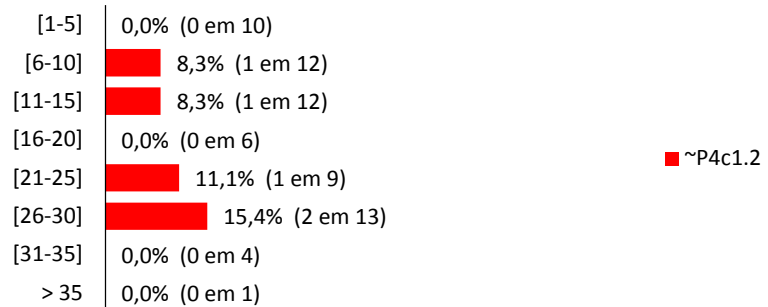 [1-5] 0,0% (0 em 10)
[6-10] 8,3% (1 em 12)
[11-15] 8,3% (1 em 12)
[16-20] 0,0% (0 em 6)
~P4c1.2
[21-25] 11,1% (1 em 9)
[26-30] 15,4% (2 em 13)
[31-35] 0,0% (0 em 4)
> 35 0,0% (0 em 1)